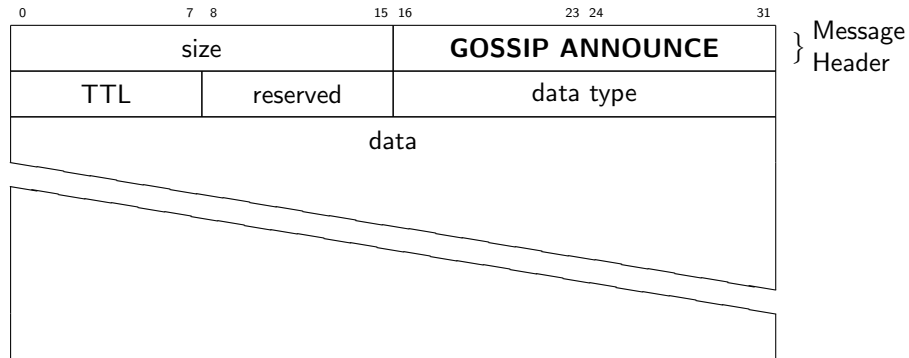 0 7 8 15 16 23 24 31
size GOSSIP ANNOUNCE } Message
Header
TTL reserved data type
data